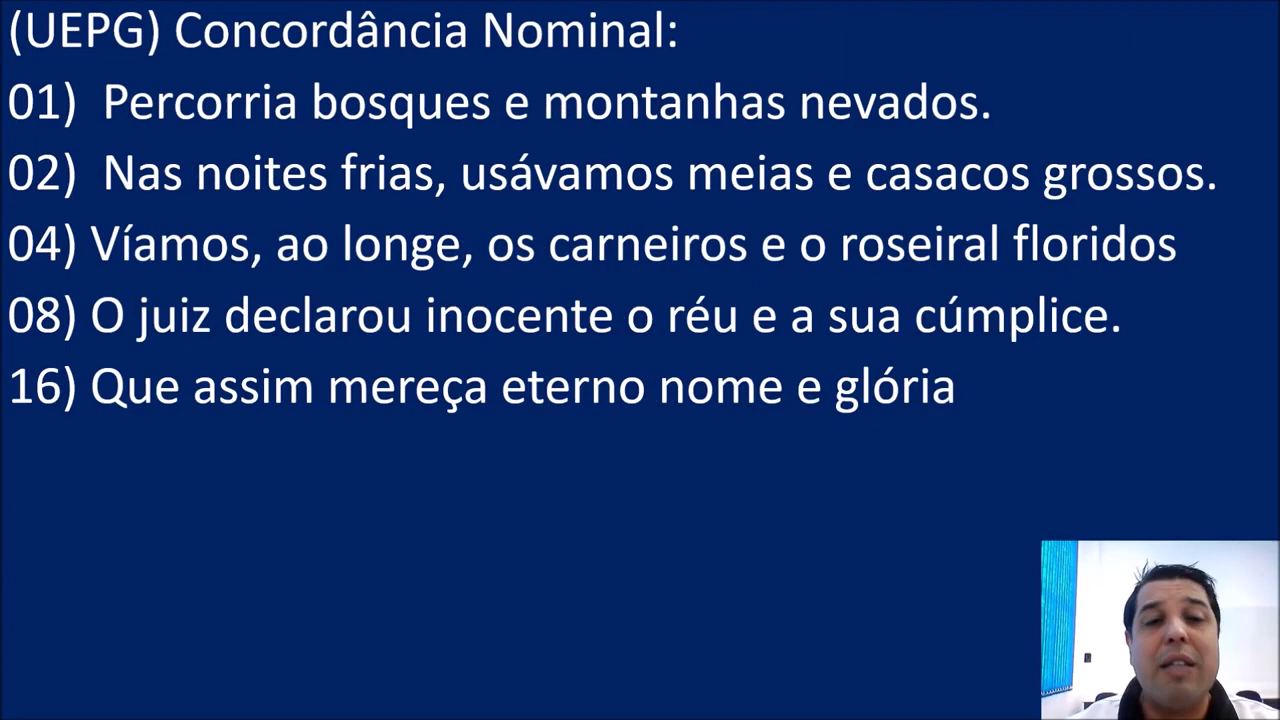 (UEPG) Concordância Nominal:
01) Percorria bosques e montanhas nevados.
02) Nas noites frias, usávamos meias e casacos grossos.
04) Víamos, ao longe, os carneiros e o roseiral floridos
08) O juiz declarou inocente o réu e a sua cúmplice.
16) Que assim mereça eterno nome e glória